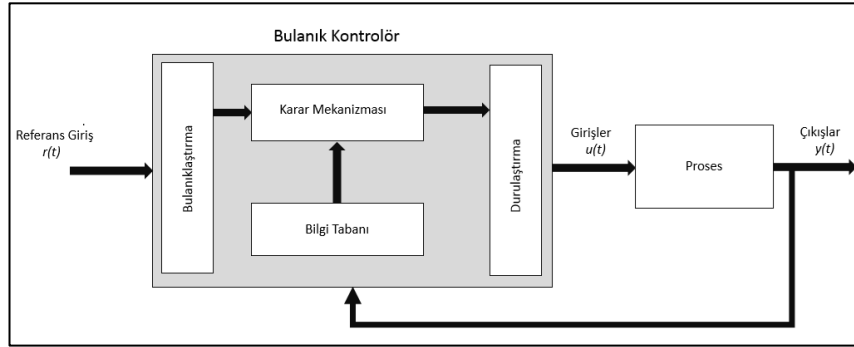 Bulanık Kontrolör
Referans Giriş
r(t)
Bulanıklaştırma
Karar Mekanizması
Bilgi Tabanı
Durulaştırma
Girişler
u(t)
Proses
Çıkışlar
y(t)